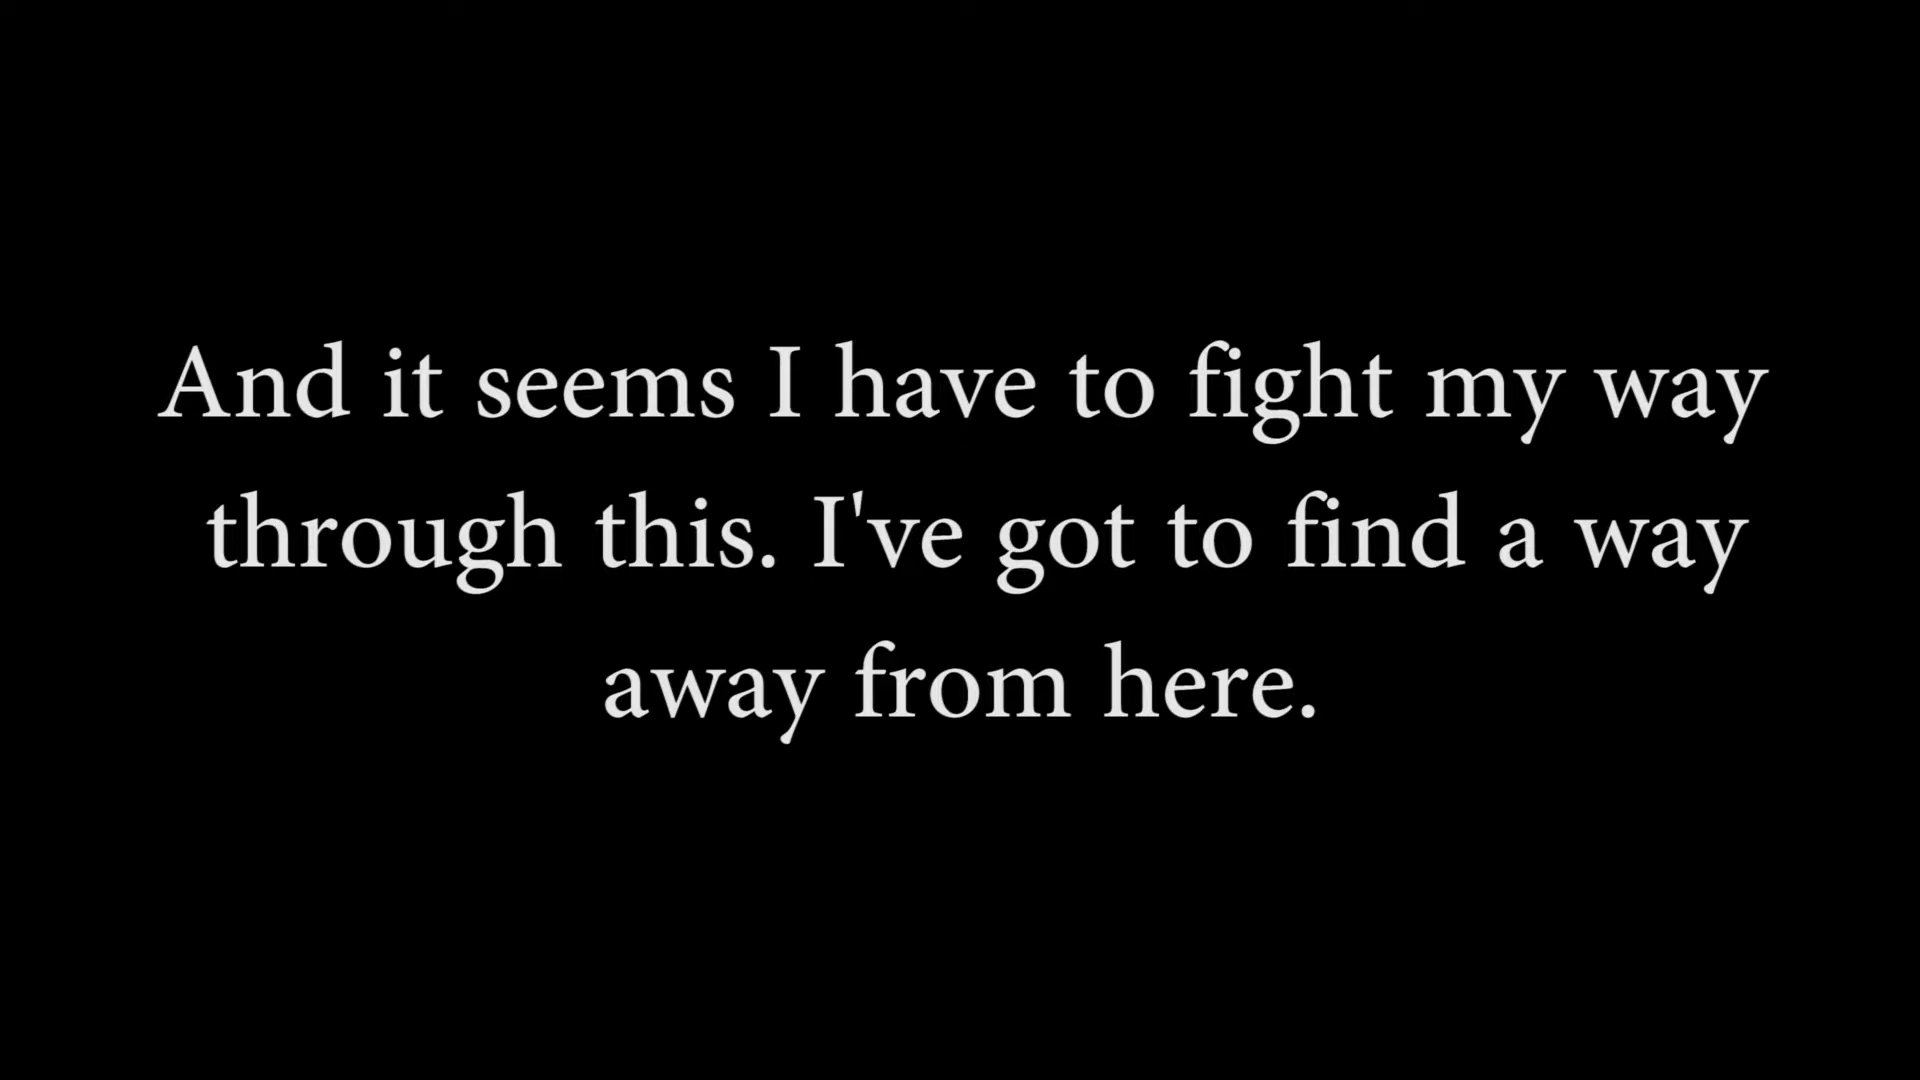 And it seems I have to fight my way
through this. I've got to find a way
away from here.